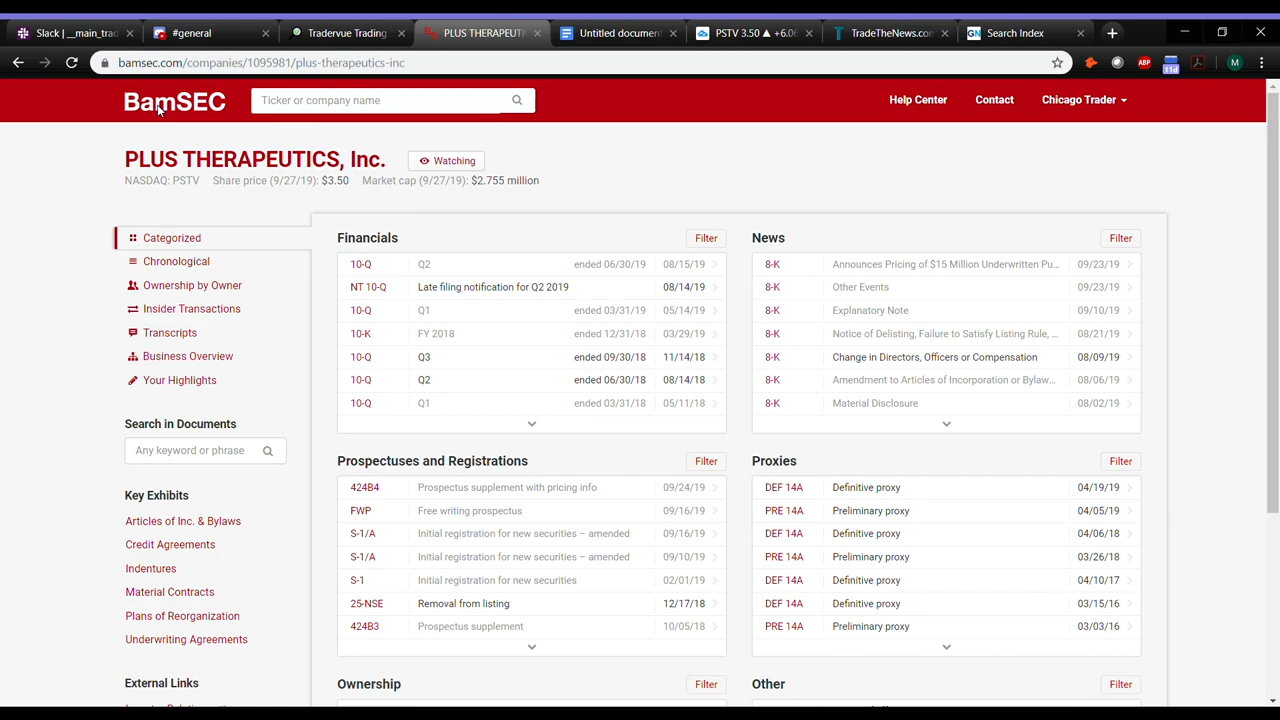 Slack | __main_trad
#general
Tradervue Trading
PLUS THERAPEUTI
Untitled document
PSTV 3.50 ▲ +6.06
TradeTheNews.com
Search Index
bamsec.com/companies/1095981/plus-therapeutics-inc
ABP
11d
M
BamSEC
Ticker or company name
Help Center
Contact
Chicago Trader
PLUS THERAPEUTICS, Inc.
Watching
NASDAQ: PSTV Share price (9/27/19): $3.50 Market cap (9/27/19): $2.755 million
Categorized
Chronological
Ownership by Owner
Insider Transactions
Transcripts
Business Overview
Your Highlights
Search in Documents
Any keyword or phrase
Key Exhibits
Articles of Inc. & Bylaws
Credit Agreements
Indentures
Material Contracts
Plans of Reorganization
Underwriting Agreements
External Links
Financials Filter
10-Q Q2 ended 06/30/19 08/15/19
NT 10-Q Late filing notification for Q2 2019 08/14/19
10-Q Q1 ended 03/31/19 05/14/19
10-K FY 2018 ended 12/31/18 03/29/19
10-Q Q3 ended 09/30/18 11/14/18
10-Q Q2 ended 06/30/18 08/14/18
10-Q Q1 ended 03/31/18 05/11/18
News Filter
8-K Announces Pricing of $15 Million Underwritten Pu... 09/23/19
8-K Other Events 09/23/19
8-K Explanatory Note 09/10/19
8-K Notice of Delisting, Failure to Satisfy Listing Rule, ... 08/21/19
8-K Change in Directors, Officers or Compensation 08/09/19
8-K Amendment to Articles of Incorporation or Bylaw... 08/06/19
8-K Material Disclosure 08/02/19
Prospectuses and Registrations Filter
424B4 Prospectus supplement with pricing info 09/24/19
FWP Free writing prospectus 09/16/19
S-1/A Initial registration for new securities – amended 09/16/19
S-1/A Initial registration for new securities – amended 09/10/19
S-1 Initial registration for new securities 02/01/19
25-NSE Removal from listing 12/17/18
424B3 Prospectus supplement 10/05/18
Proxies Filter
DEF 14A Definitive proxy 04/19/19
PRE 14A Preliminary proxy 04/05/19
DEF 14A Definitive proxy 04/06/18
PRE 14A Preliminary proxy 03/26/18
DEF 14A Definitive proxy 04/10/17
DEF 14A Definitive proxy 03/15/16
PRE 14A Preliminary proxy 03/03/16
Ownership Filter
Other Filter